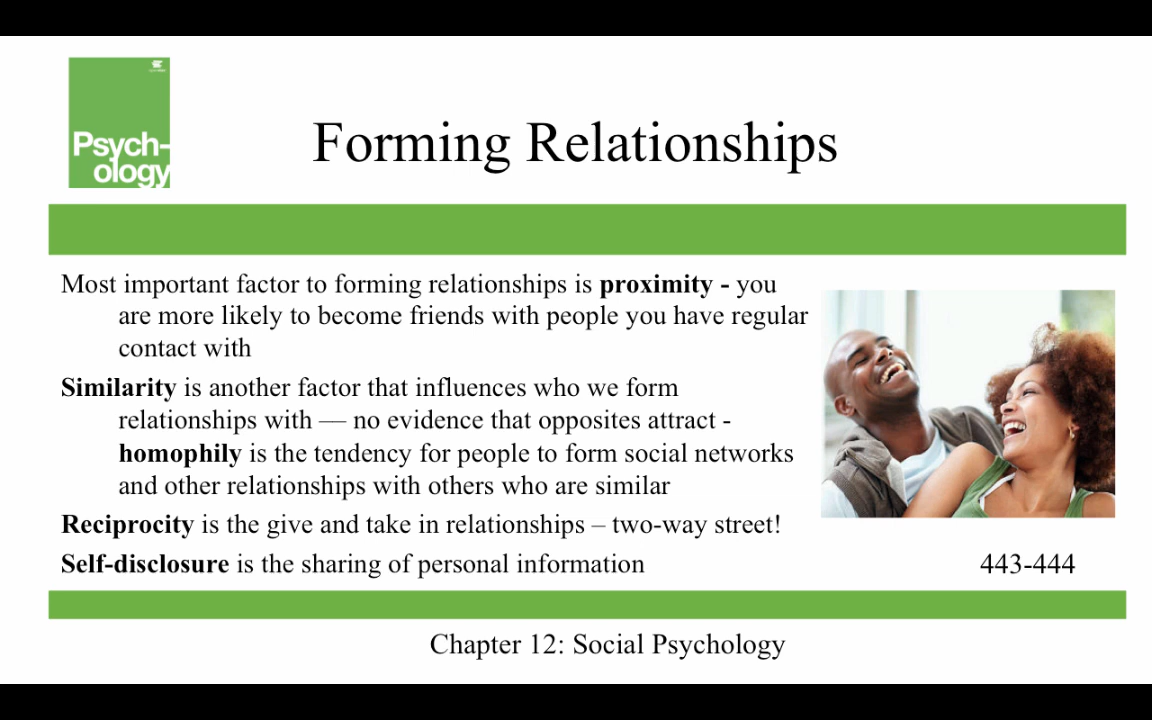 Psych-
ology
Forming Relationships
Most important factor to forming relationships is proximity - you
are more likely to become friends with people you have regular
contact with
Similarity is another factor that influences who we form
relationships with — no evidence that opposites attract -
homophily is the tendency for people to form social networks
and other relationships with others who are similar
Reciprocity is the give and take in relationships – two-way street!
Self-disclosure is the sharing of personal information
443-444
Chapter 12: Social Psychology